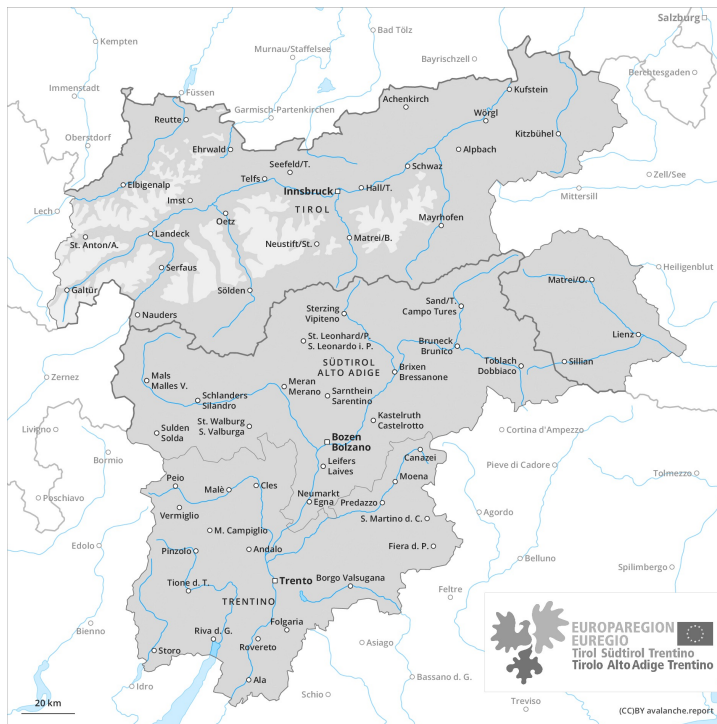 Salzburg
Bad Tölz
Kempten
Murnau/Staffelsee
Bayrischzell
Berchtesgaden
Immenstadt
Füssen
Kufstein
Achenkirch
Garmisch-Partenkirchen
Wörgl
Reutte
Oberstdorf
Kitzbühel
Ehrwald
Alpbach
Seefeld/T.
Schwaz
Zell/See
Telfs
Elbigenalp
Innsbruck
Hall/T.
Mittersill
Imst
TIROL
Lech
Oetz
Mayrhofen
Landeck
Matrei/B.
St. Anton/A.
Neustift/St.
Serfaus
Heiligenblut
Matrei/O.
Galtür
Sölden
Sand/T.
Campo Tures
Nauders
Sterzing
Vipiteno
Lienz
St. Leonhard/P.
S. Leonardo i. P.
Bruneck
Brunico
SÜDTIROL
ALTO ADIGE
Toblach
Dobbiaco
Sillian
Brixen
Bressanone
Zernez
Mals
Malles V.
Meran
Merano
Sarnthein
Sarentino
Schlanders
Silandro
Kastelruth
Castelrotto
St. Walburg
S. Valburga
Livigno
Sulden
Solda
Cortina d'Ampezzo
Bozen
Bolzano
Bormio
Canazei
Pieve di Cadore
Leifers
Laives
Tolmezzo
Peio
Moena
Malè
Cles
Poschiavo
Neumarkt
Egna
Predazzo
Vermiglio
Agordo
S. Martino d. C.
M. Campiglio
Edolo
Pinzolo
Andalo
Fiera d. P.
Belluno
Spilimbergo
Trento
Borgo Valsugana
Tione d. T.
Feltre
TRENTINO
Folgaria
Bienno
Riva d. G.
Rovereto
Asiago
Storo
Ala
Bassano d. G.
Idro
Schio
Treviso
EUROPAREGION
EUREGIO
Tirol Südtirol Trentino
Tirolo Alto Adige Trentino
20 km
(CC)BY avalanche.report